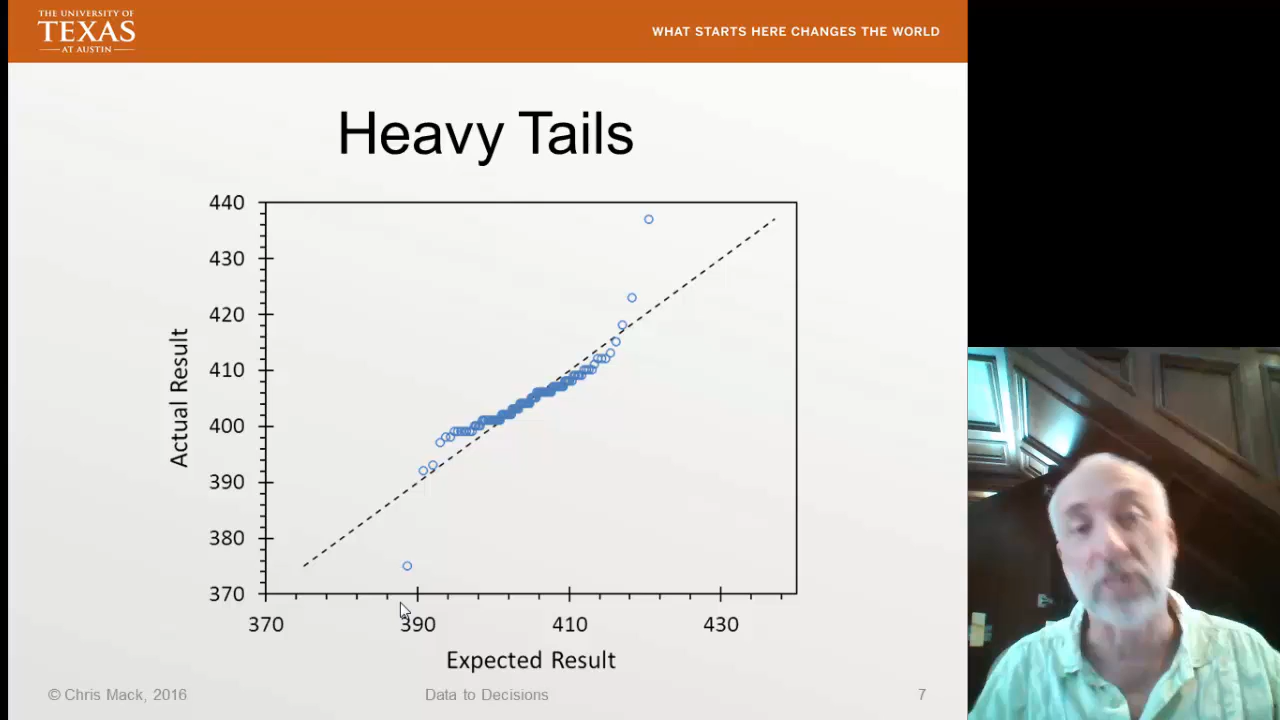 THE UNIVERSITY OF
TEXAS
AT AUSTIN
WHAT STARTS HERE CHANGES THE WORLD
Heavy Tails
440
430
420
410
400
390
380
370
Actual Result
370 390 410 430
Expected Result
© Chris Mack, 2016 Data to Decisions 7